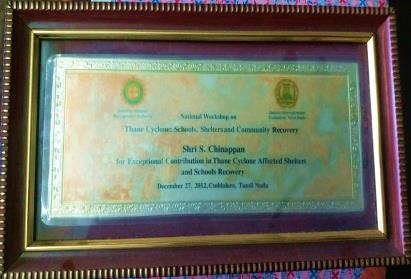 National Workshop on
Thane Cyclone: Schools, Shelters and Community Recovery
Shri S. Chinappan
for Exceptional Contribution in Thane Cyclone Affected Shelters
and Schools Recovery
December 27, 2012, Cuddalore, Tamil Nadu